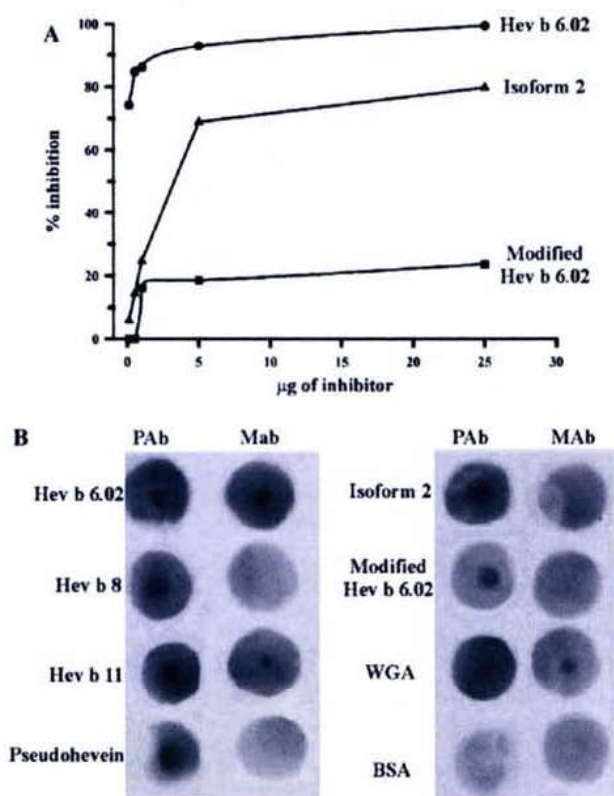 A
100
80
60
40
20
0
% inhibition
0 5 10 15 20 25 30
µg of inhibitor
Hev b 6.02
Isoform 2
Modified
Hev b 6.02
B
PAb Mab
Hev b 6.02
Hev b 8
Hev b 11
Pseudohevein
PAb MAb
Isoform 2
Modified
Hev b 6.02
WGA
BSA